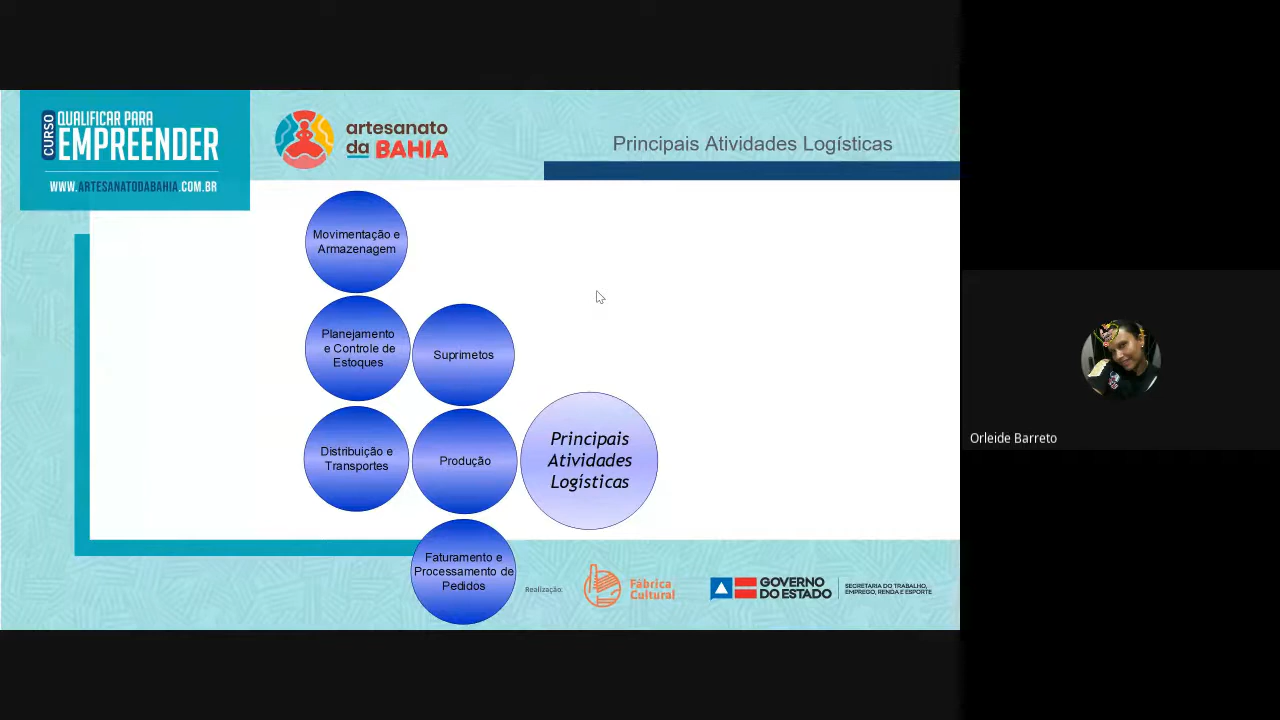 CURSO
QUALIFICAR PARA
EMPREENDER
WWW.ARTESANATODABAHIA.COM.BR
artesanato
da BAHIA
Principais Atividades Logísticas
Movimentação e
Armazenagem
Planejamento
e Controle de
Estoques
Suprimetos
Distribuição e
Transportes
Produção
Principais
Atividades
Logísticas
Faturamento e
Processamento de
Pedidos
Realização:
Fábrica
Cultural
GOVERNO
DO ESTADO
SECRETARIA DO TRABALHO,
EMPREGO, RENDA E ESPORTE
Orleide Barreto